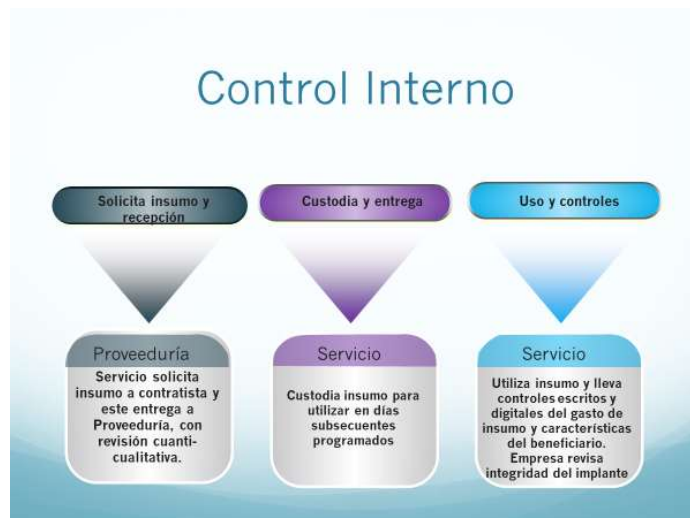 Control Interno
Solicita insumo y
recepción
Custodia y entrega
Uso y controles
Proveeduría
Servicio solicita
insumo a contratista y
este entrega a
Proveeduría, con
revisión cuanti-
cualitativa.
Servicio
Custodia insumo para
utilizar en días
subsecuentes
programados
Servicio
Utiliza insumo y lleva
controles escritos y
digitales del gasto de
insumo y características
del beneficiario.
Empresa revisa
integridad del implante